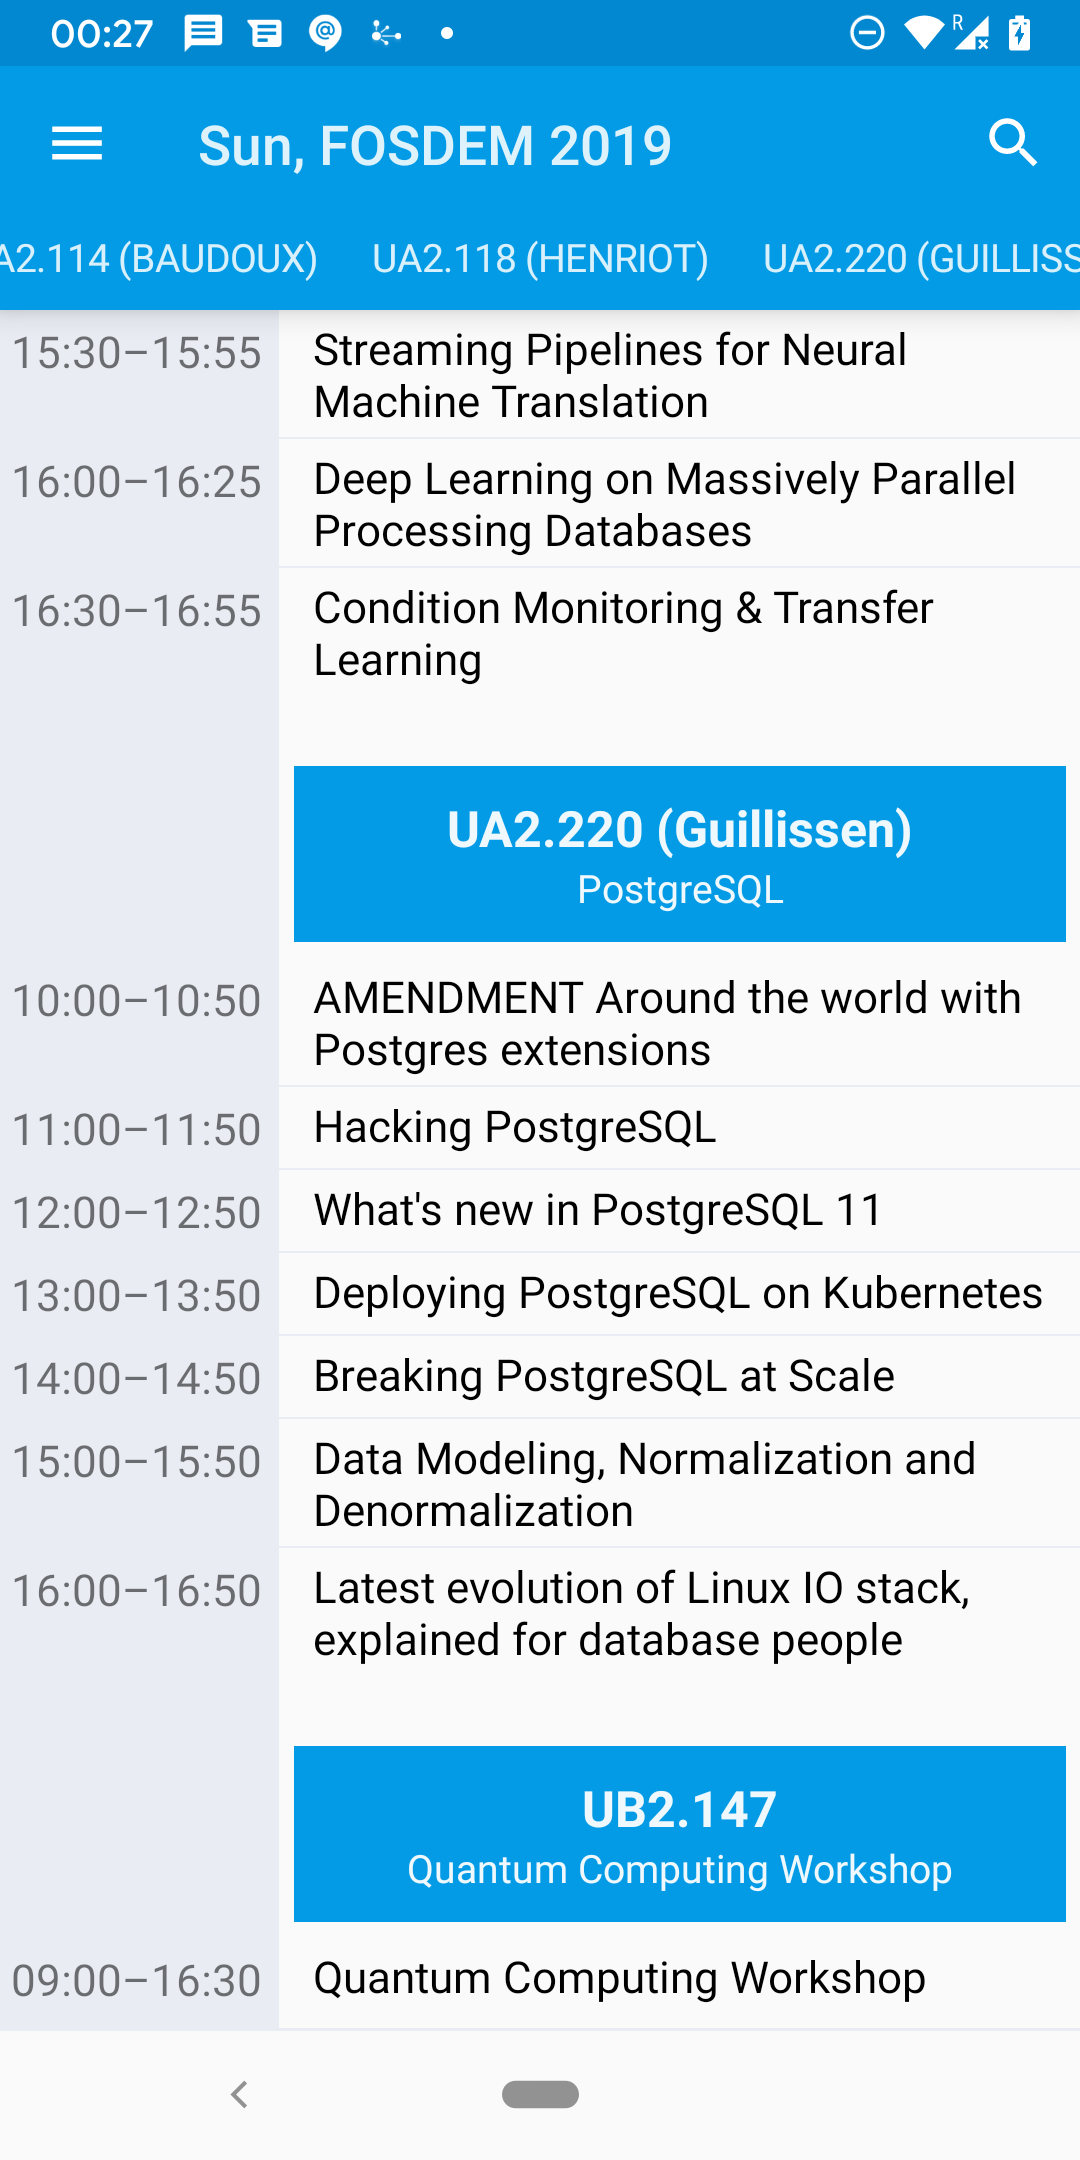 00:27
R
Sun, FOSDEM 2019
A2.114 (BAUDOUX) UA2.118 (HENRIOT) UA2.220 (GUILLISS
15:30–15:55 Streaming Pipelines for Neural
Machine Translation
16:00–16:25 Deep Learning on Massively Parallel
Processing Databases
16:30–16:55 Condition Monitoring & Transfer
Learning
UA2.220 (Guillissen)
PostgreSQL
10:00–10:50 AMENDMENT Around the world with
Postgres extensions
11:00–11:50 Hacking PostgreSQL
12:00–12:50 What's new in PostgreSQL 11
13:00–13:50 Deploying PostgreSQL on Kubernetes
14:00–14:50 Breaking PostgreSQL at Scale
15:00–15:50 Data Modeling, Normalization and
Denormalization
16:00–16:50 Latest evolution of Linux IO stack,
explained for database people
UB2.147
Quantum Computing Workshop
09:00–16:30 Quantum Computing Workshop